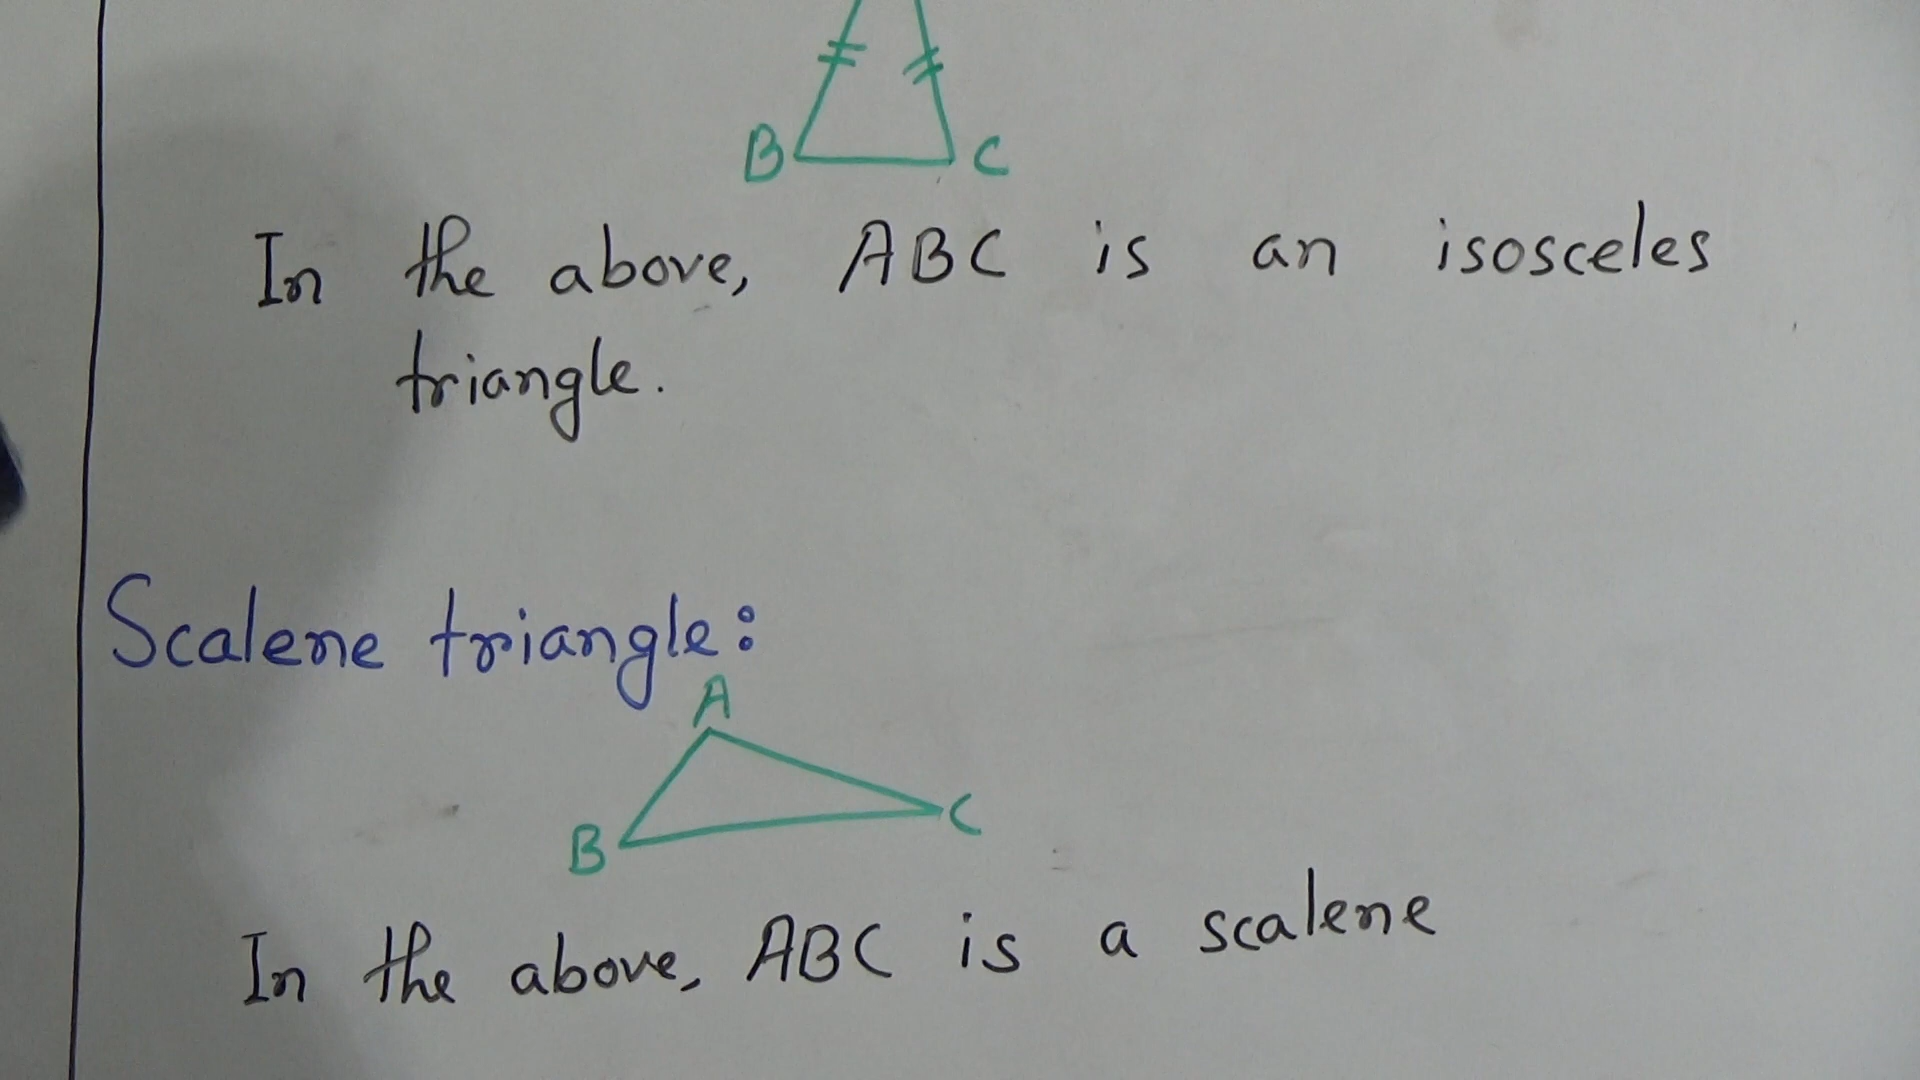 B C
In the above, ABC is an isosceles
triangle.
Scalene triangle:
A
B C
In the above, ABC is a scalene